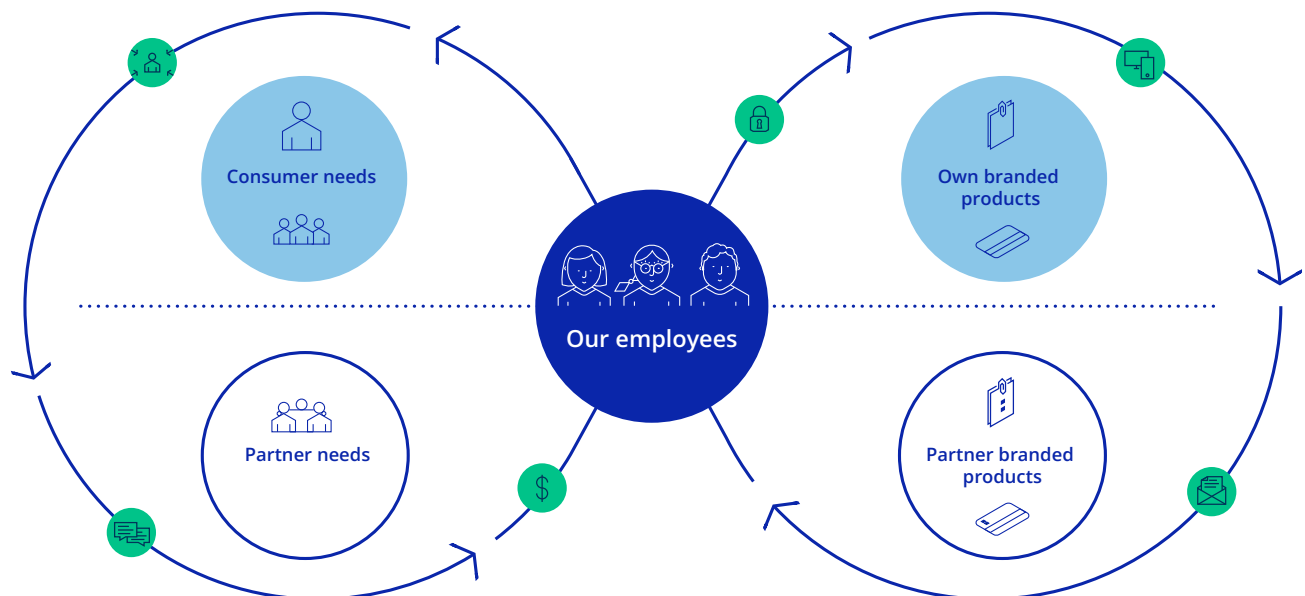 Consumer needs
Own branded
products
Our employees
Partner needs
Partner branded
products
$